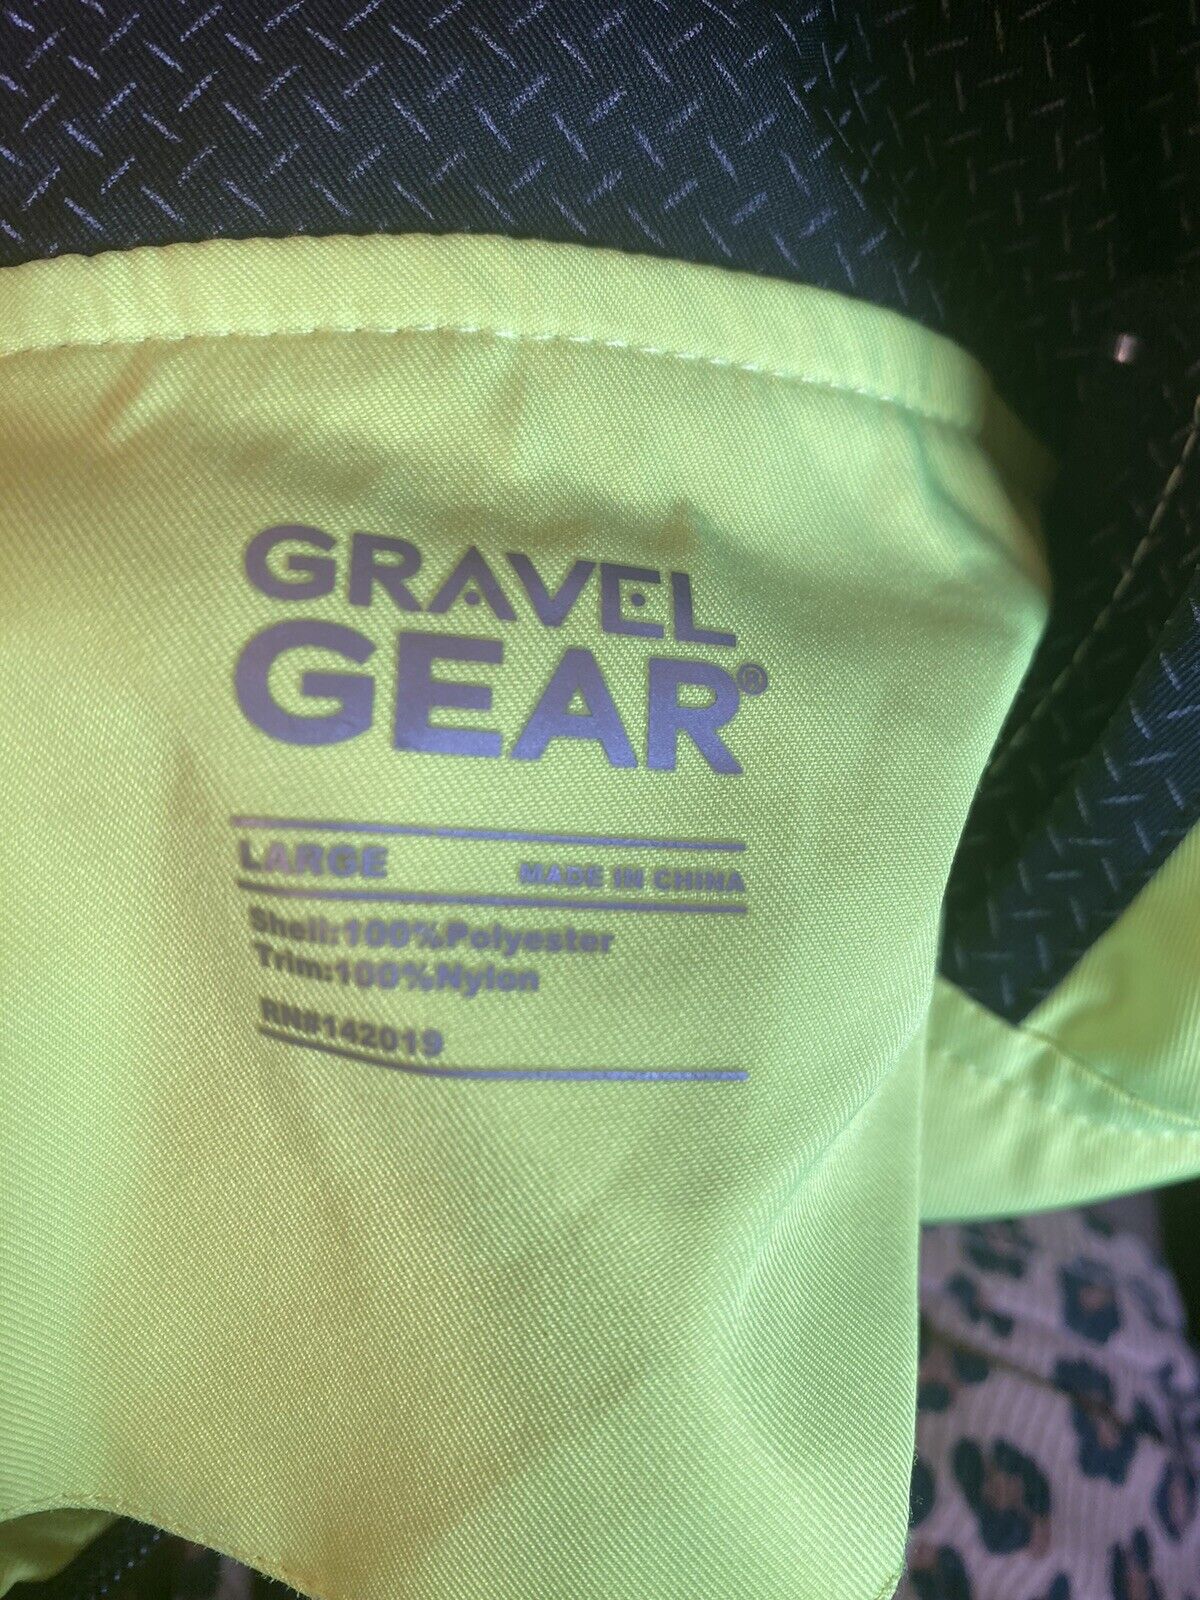 GRAVEL
GEAR®
LARGE MADE IN CHINA
Shell:100%Polyester
Trim:100%Nylon
RN#142019